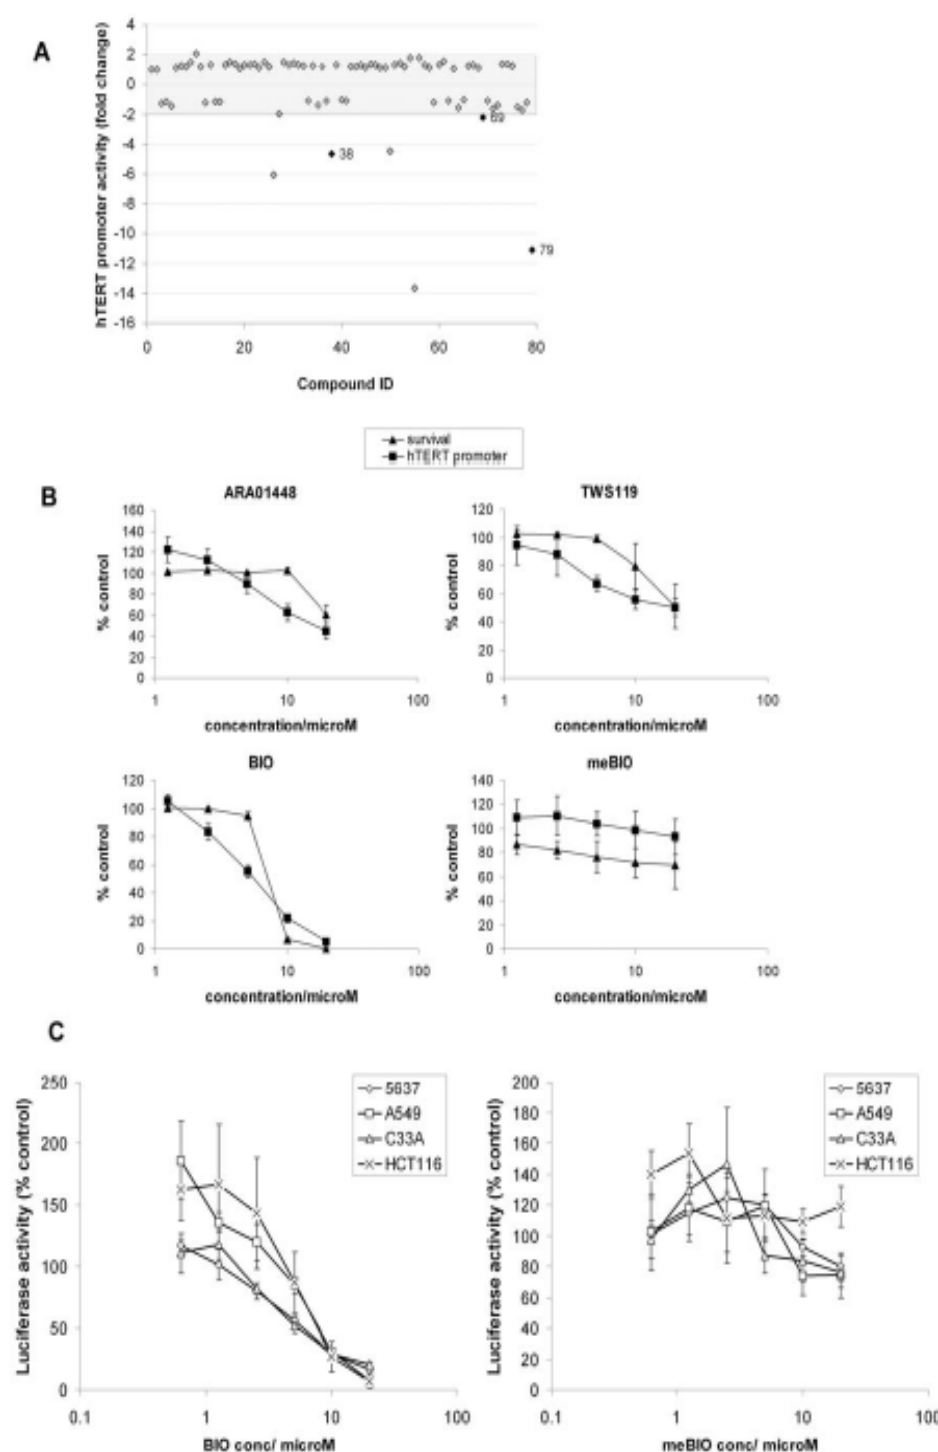 A
hTERT promoter activity (fold change)
4
2
0
-2
-4
-6
-8
-10
-12
-14
-16
69
38
79
0 20 40 60 80
Compound ID
survival
hTERT promoter
B
ARA01448
% control
160
140
120
100
80
60
40
20
0
1 10 100
concentration/microM
TWS119
% control
120
100
80
60
40
20
0
1 10 100
concentration/microM
BIO
% control
120
100
80
60
40
20
0
1 10 100
concentration/microM
meBIO
% control
140
120
100
80
60
40
20
0
1 10 100
concentration/microM
C
Luciferase activity (% control)
250
200
150
100
50
0
5637
A549
C33A
HCT116
0.1 1 10 100
BIO conc/ microM
Luciferase activity (% control)
200
180
160
140
120
100
80
60
40
20
0
5637
A549
C33A
HCT116
0.1 1 10 100
meBIO conc/ microM